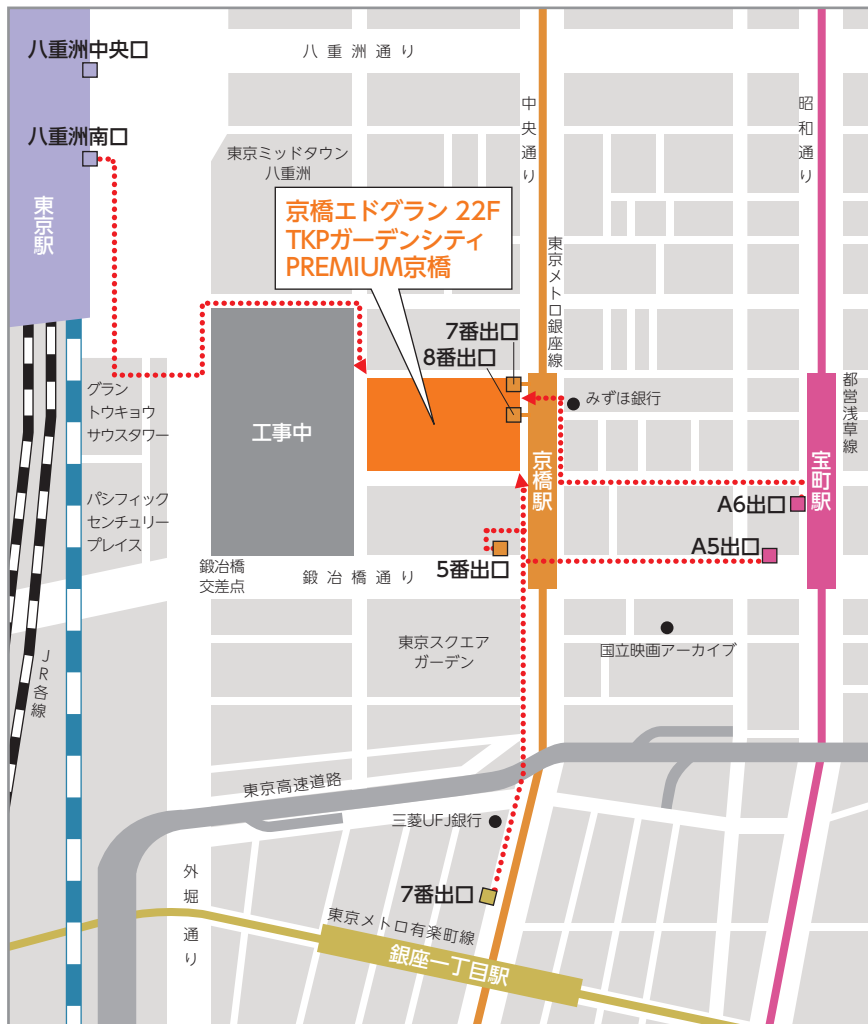 八重洲中央口
八重洲通り
中央通り
昭和通り
八重洲南口
東京ミッドタウン
八重洲
東京駅
京橋エドグラン 22F
TKPガーデンシティ
PREMIUM京橋
東京メトロ銀座線
7番出口
8番出口
みずほ銀行
都営浅草線
グラン
トウキョウ
サウスタワー
工事中
京橋駅
宝町駅
パシフィック
センチュリー
プレイス
A6出口
A5出口
5番出口
鍛冶橋
交差点
鍛冶橋通り
東京スクエア
ガーデン
国立映画アーカイブ
JR各線
東京高速道路
三菱UFJ銀行
外堀通り
7番出口
東京メトロ有楽町線
銀座一丁目駅